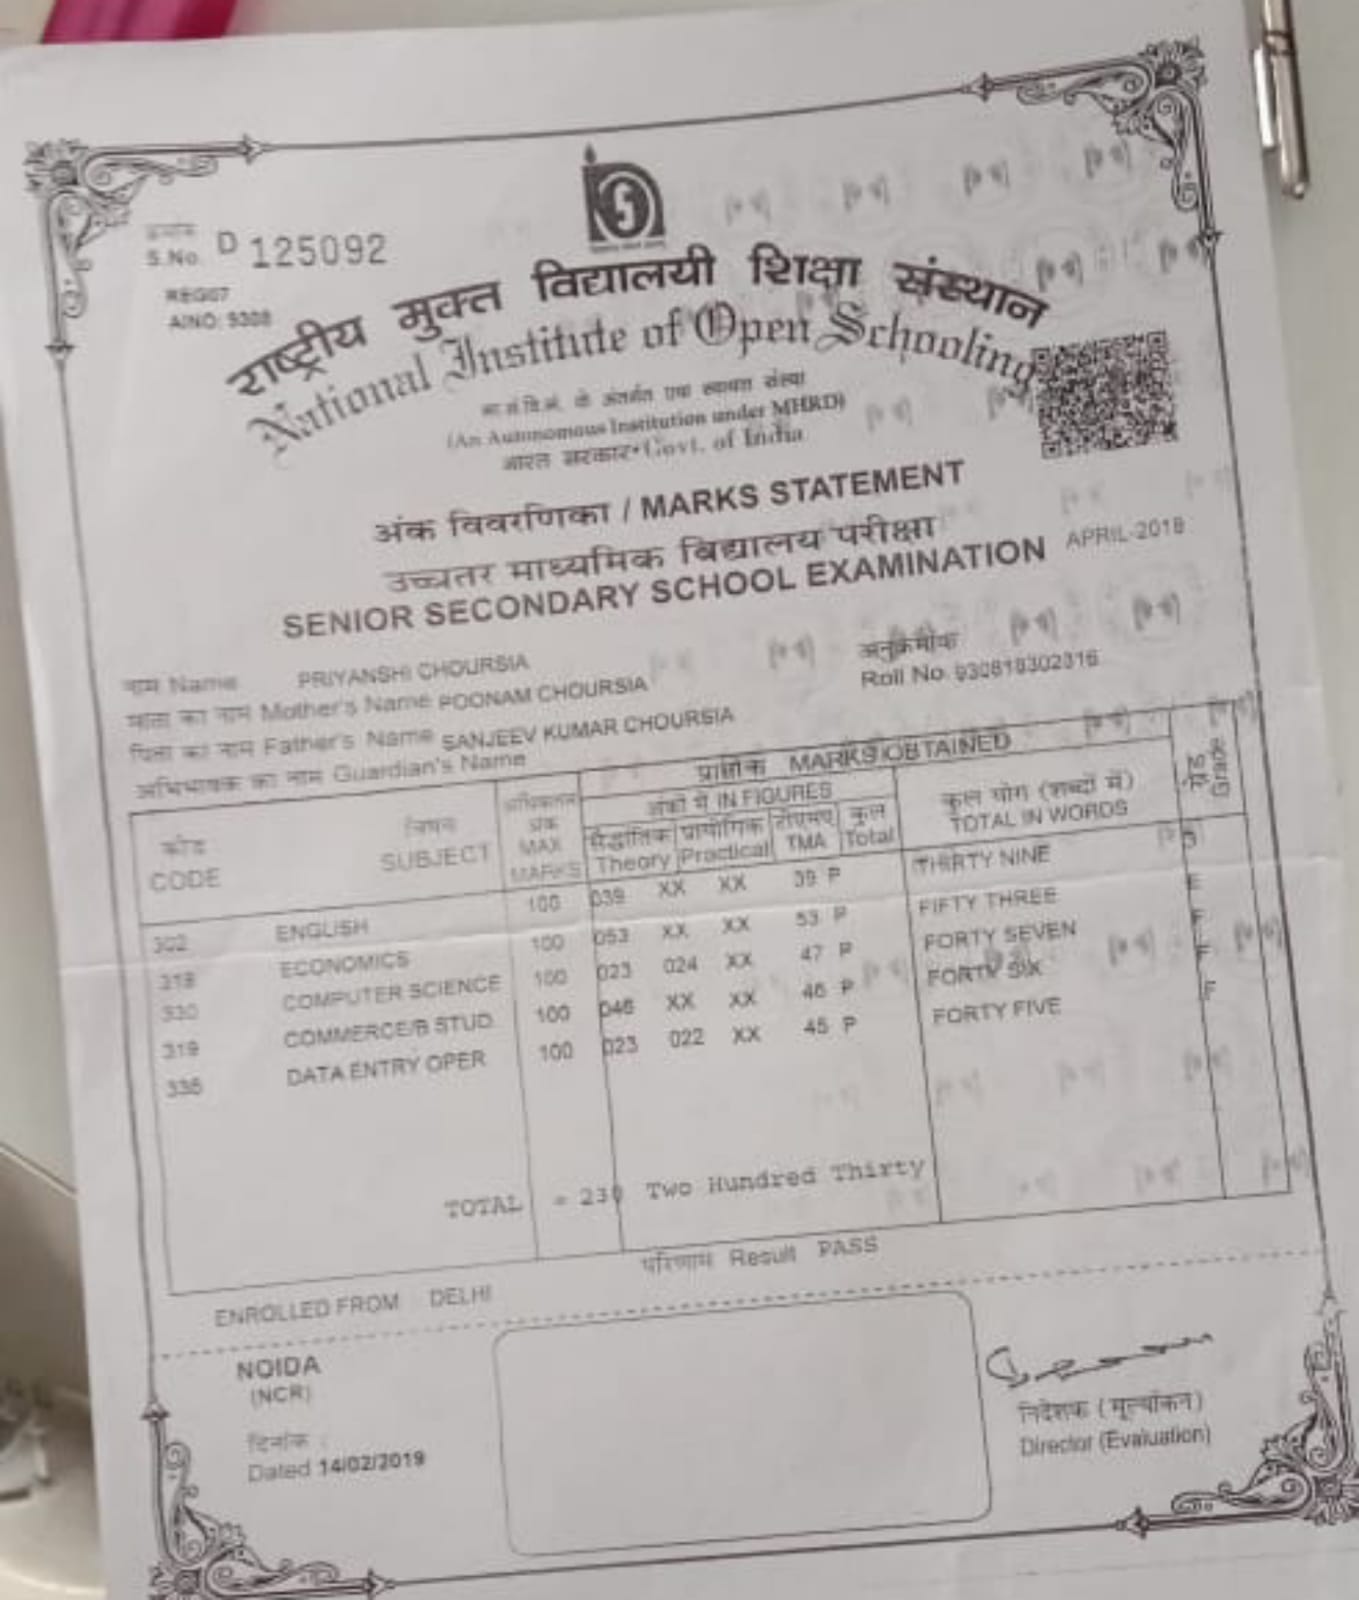 क्रमांक
S.No. D 125092
REG07
AINO: 9308
राष्ट्रीय मुक्त विद्यालयी शिक्षा संस्थान
National Institute of Open Schooling
(An Autonomous Institution under MHRD)
भारत सरकार•Govt. of India
अंक विवरणिका / MARKS STATEMENT
उच्चतर माध्यमिक विद्यालय परीक्षा
SENIOR SECONDARY SCHOOL EXAMINATION APRIL-2018
नाम Name PRIYANSHI CHOURSIA
अनुक्रमांक
माता का नाम Mother's Name POONAM CHOURSIA
Roll No. 930818302316
पिता का नाम Father's Name SANJEEV KUMAR CHOURSIA
अभिभावक का नाम Guardian's Name
प्राप्तांक MARKS OBTAINED
अंकों में IN FIGURES
कोड विषय अधिकतम अंक सैद्धांतिक प्रायोगिक टीएमए कुल कुल योग (शब्दों में)
CODE SUBJECT MAX MARKS Theory Practical TMA Total TOTAL IN WORDS Grade
302 ENGLISH 100 039 XX XX 39 P THIRTY NINE
318 ECONOMICS 100 053 XX XX 53 P FIFTY THREE E
330 COMPUTER SCIENCE 100 023 024 XX 47 P FORTY SEVEN F
319 COMMERCE/B STUD. 100 046 XX XX 46 P FORTY SIX F
336 DATA ENTRY OPER 100 023 022 XX 45 P FORTY FIVE F
TOTAL = 230 Two Hundred Thirty
परिणाम Result PASS
ENROLLED FROM DELHI
NOIDA
(NCR)
दिनांक :
Dated 14/02/2019
निदेशक (मूल्यांकन)
Director (Evaluation)